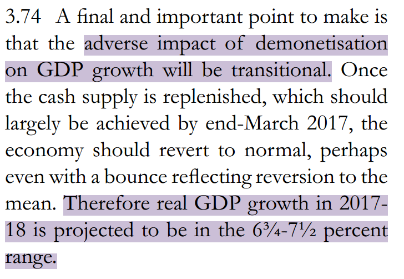 3.74 A final and important point to make is
that the adverse impact of demonetisation
on GDP growth will be transitional. Once
the cash supply is replenished, which should
largely be achieved by end-March 2017, the
economy should revert to normal, perhaps
even with a bounce reflecting reversion to the
mean. Therefore real GDP growth in 2017-
18 is projected to be in the 6¾-7½ percent
range.